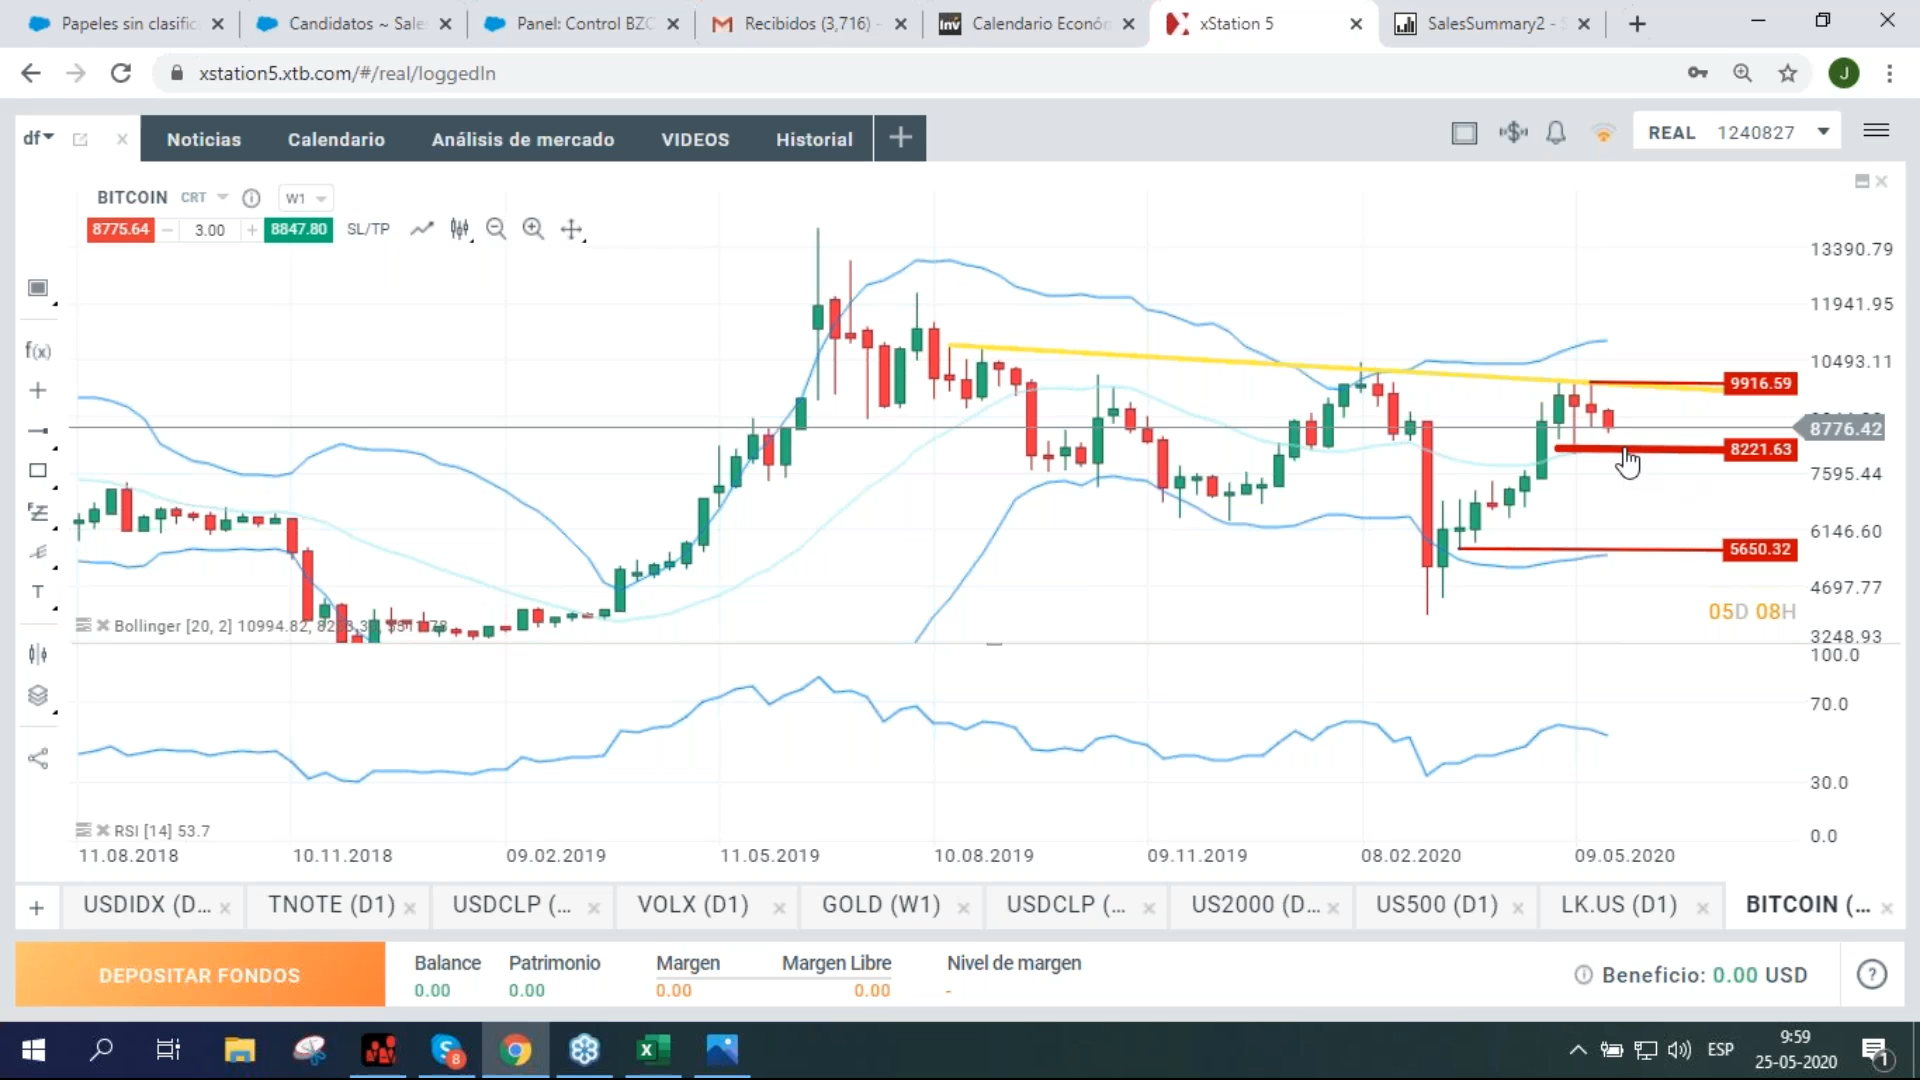 Papeles sin clasific
Candidatos ~ Sale
Panel: Control BZC
Recibidos (3,716) -
Calendario Económ
xStation 5
SalesSummary2 - S
xstation5.xtb.com/#/real/loggedIn
J
df
Noticias
Calendario
Análisis de mercado
VIDEOS
Historial
REAL 1240827
BITCOIN CRT
W1
8775.64
3.00
8847.80
SL/TP
13390.79
11941.95
10493.11
9916.59
8776.42
8221.63
7595.44
6146.60
5650.32
4697.77
05D 08H
3248.93
Bollinger [20, 2] 10994.82,
100.0
70.0
30.0
0.0
RSI [14] 53.7
11.08.2018
10.11.2018
09.02.2019
11.05.2019
10.08.2019
09.11.2019
08.02.2020
09.05.2020
USDIDX (D...
TNOTE (D1)
USDCLP (...
VOLX (D1)
GOLD (W1)
USDCLP (...
US2000 (D...
US500 (D1)
LK.US (D1)
BITCOIN (...
DEPOSITAR FONDOS
Balance
0.00
Patrimonio
0.00
Margen
0.00
Margen Libre
0.00
Nivel de margen
-
Beneficio: 0.00 USD
8
ESP
9:59
25-05-2020
1